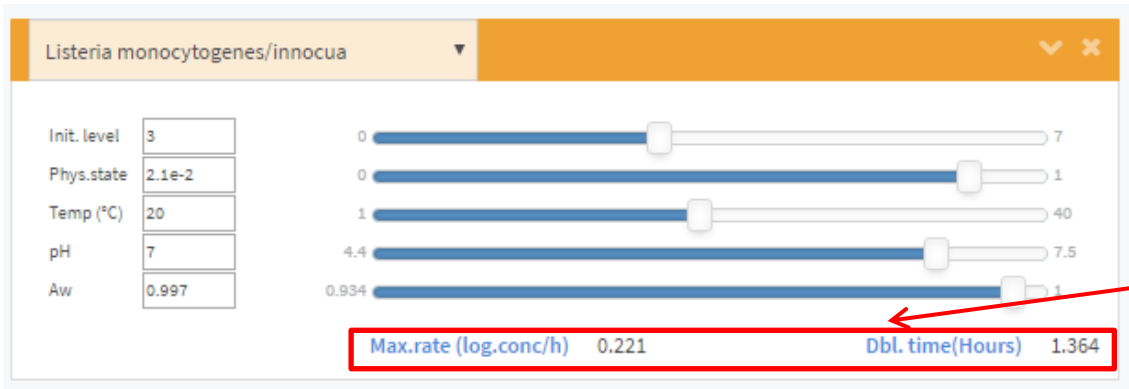 Listeria monocytogenes/innocua ▼
Init. level 3 0 7
Phys.state 2.1e-2 0 1
Temp (°C) 20 1 40
pH 7 4.4 7.5
Aw 0.997 0.934 1
Max.rate (log.conc/h) 0.221 Dbl. time(Hours) 1.364